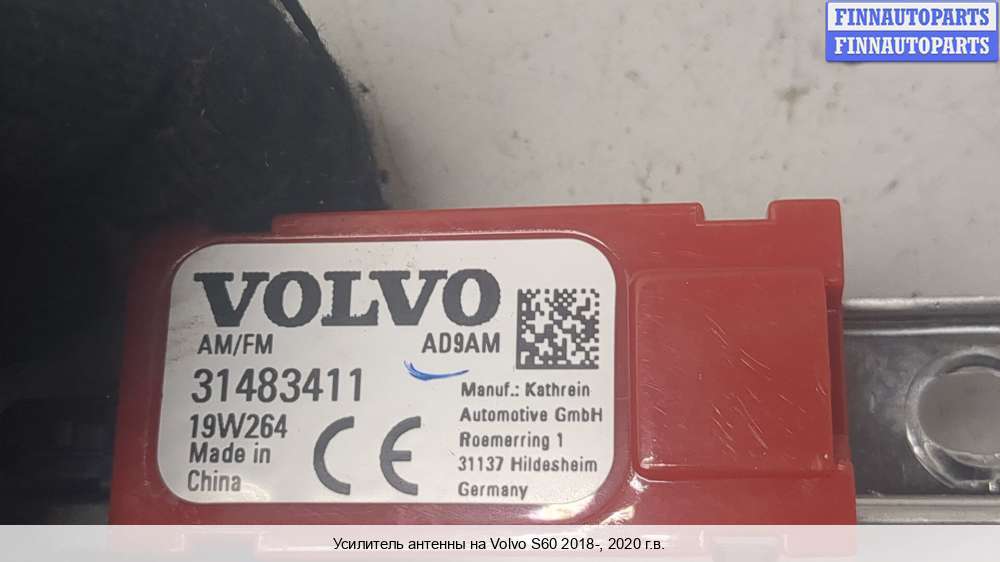 FINNAUTOPARTS
FINNAUTOPARTS
VOLVO
AM/FM AD9AM
31483411
19W264
Made in
China
CE
Manuf.: Kathrein
Automotive GmbH
Roemerring 1
31137 Hildesheim
Germany
Усилитель антенны на Volvo S60 2018-, 2020 г.в.